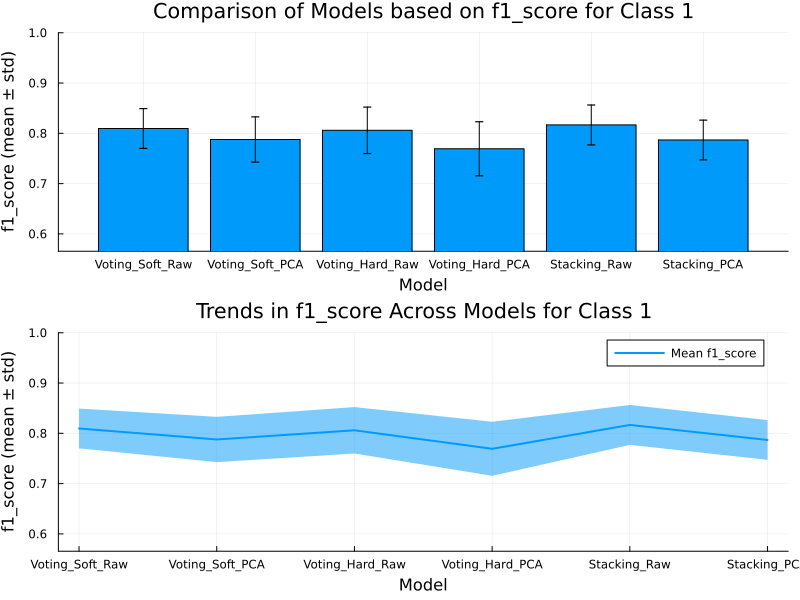 Comparison of Models based on f1_score for Class 1
f1_score (mean ± std)
1.0
0.9
0.8
0.7
0.6
Voting_Soft_Raw Voting_Soft_PCA Voting_Hard_Raw Voting_Hard_PCA Stacking_Raw Stacking_PCA
Model
Trends in f1_score Across Models for Class 1
f1_score (mean ± std)
1.0
0.9
0.8
0.7
0.6
Mean f1_score
Voting_Soft_Raw Voting_Soft_PCA Voting_Hard_Raw Voting_Hard_PCA Stacking_Raw Stacking_PC
Model